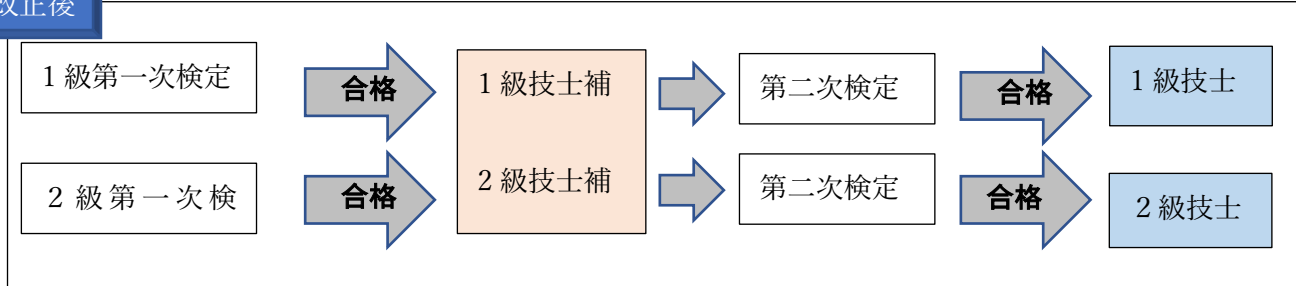 改正後
1級第一次検定
合格
1級技士補
第二次検定
合格
1級技士
2級第一次検
合格
2級技士補
第二次検定
合格
2級技士